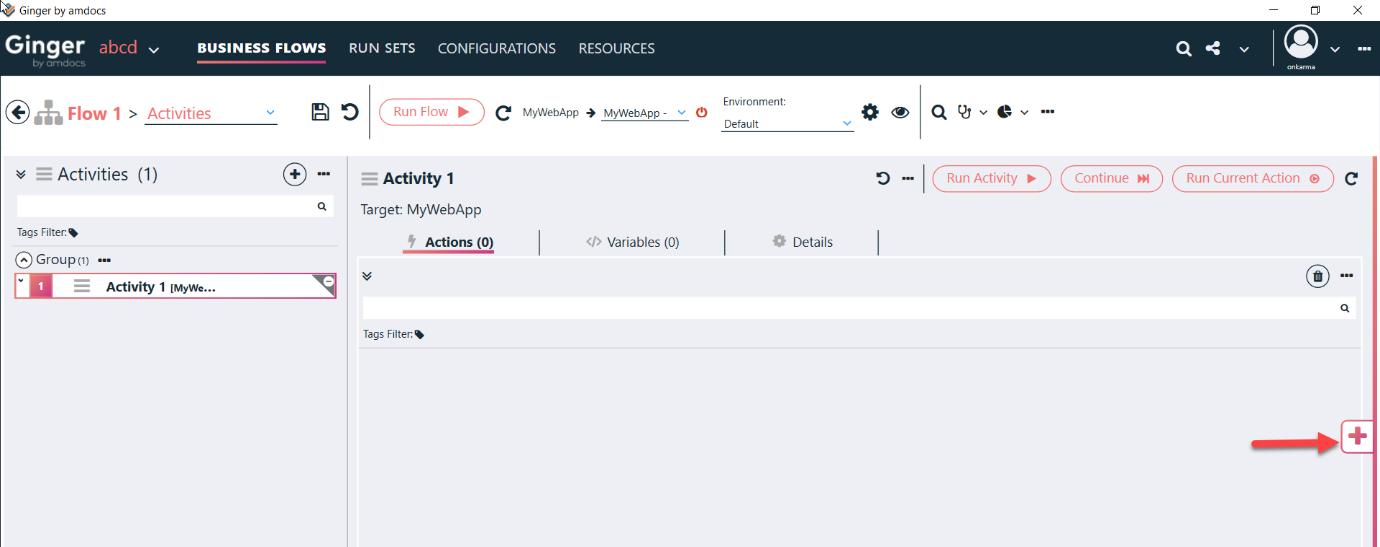 Ginger by amdocs
Ginger by amdocs abcd BUSINESS FLOWS RUN SETS CONFIGURATIONS RESOURCES
onkarma
Flow 1 > Activities Run Flow MyWebApp MyWebApp - Environment:
Default
Activities (1)
Tags Filter:
Group (1)
1 Activity 1 [MyWe...
Activity 1 Run Activity Continue Run Current Action
Target: MyWebApp
Actions (0) Variables (0) Details
Tags Filter: